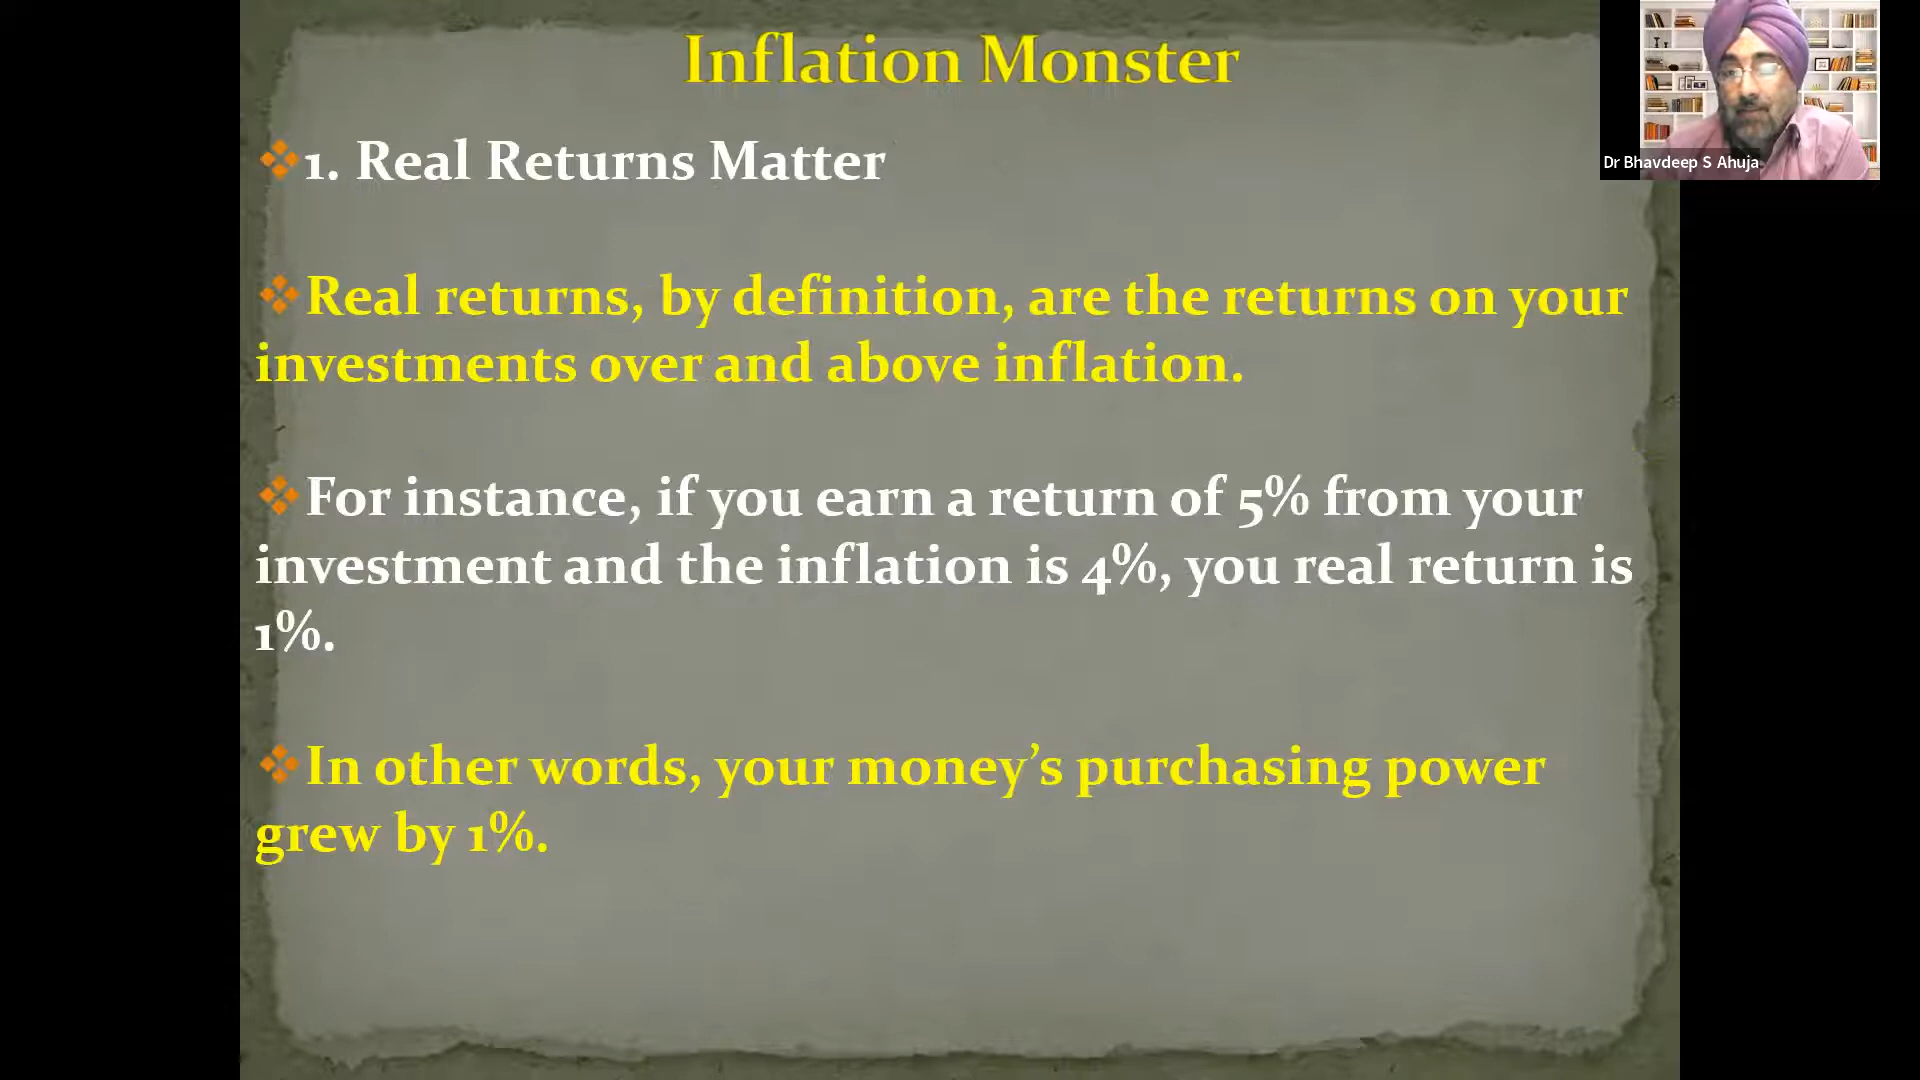 Inflation Monster
1. Real Returns Matter
Real returns, by definition, are the returns on your
investments over and above inflation.
For instance, if you earn a return of 5% from your
investment and the inflation is 4%, you real return is
1%.
In other words, your money’s purchasing power
grew by 1%.
Dr Bhavdeep S Ahuja